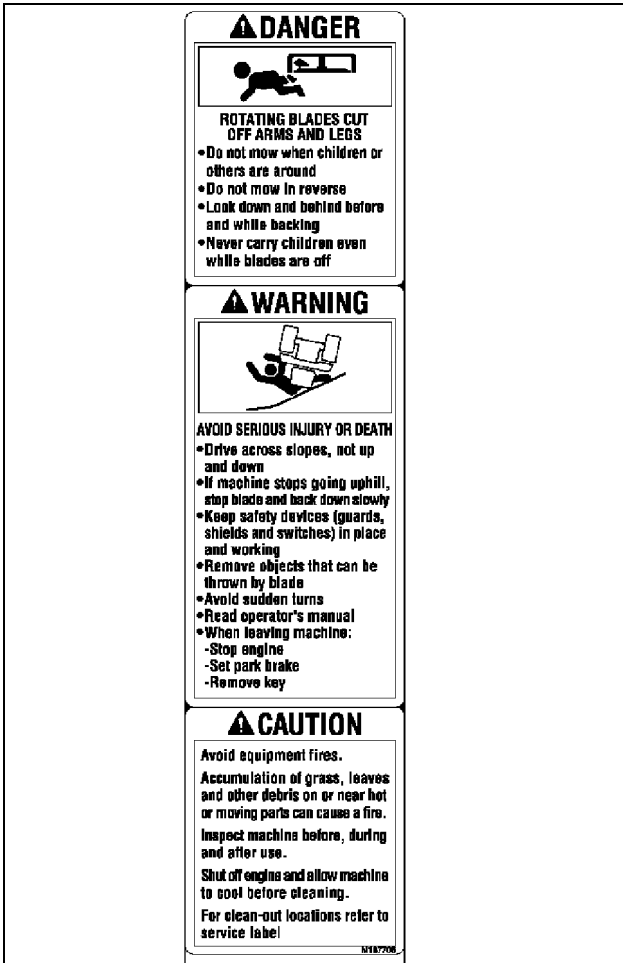 DANGER
ROTATING BLADES CUT
OFF ARMS AND LEGS
•Do not mow when children or
others are around
•Do not mow in reverse
•Look down and behind before
and while backing
•Never carry children even
while blades are off
WARNING
AVOID SERIOUS INJURY OR DEATH
•Drive across slopes, not up
and down
•If machine stops going uphill,
stop blade and back down slowly
•Keep safety devices (guards,
shields and switches) in place
and working
•Remove objects that can be
thrown by blade
•Avoid sudden turns
•Read operator's manual
•When leaving machine:
-Stop engine
-Set park brake
-Remove key
CAUTION
Avoid equipment fires.
Accumulation of grass, leaves
and other debris on or near hot
or moving parts can cause a fire.
Inspect machine before, during
and after use.
Shut off engine and allow machine
to cool before cleaning.
For clean-out locations refer to
service label